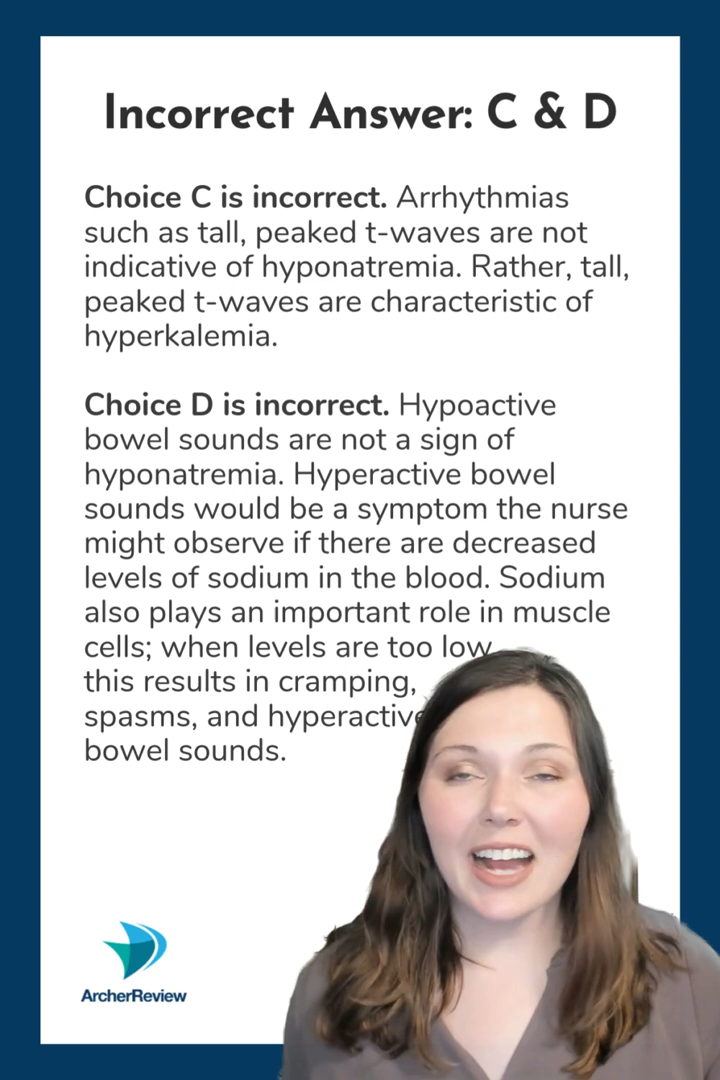 Incorrect Answer: C & D
Choice C is incorrect. Arrhythmias
such as tall, peaked t-waves are not
indicative of hyponatremia. Rather, tall,
peaked t-waves are characteristic of
hyperkalemia.
Choice D is incorrect. Hypoactive
bowel sounds are not a sign of
hyponatremia. Hyperactive bowel
sounds would be a symptom the nurse
might observe if there are decreased
levels of sodium in the blood. Sodium
also plays an important role in muscle
cells; when levels are too low
this results in cramping,
spasms, and hyperactive
bowel sounds.
ArcherReview